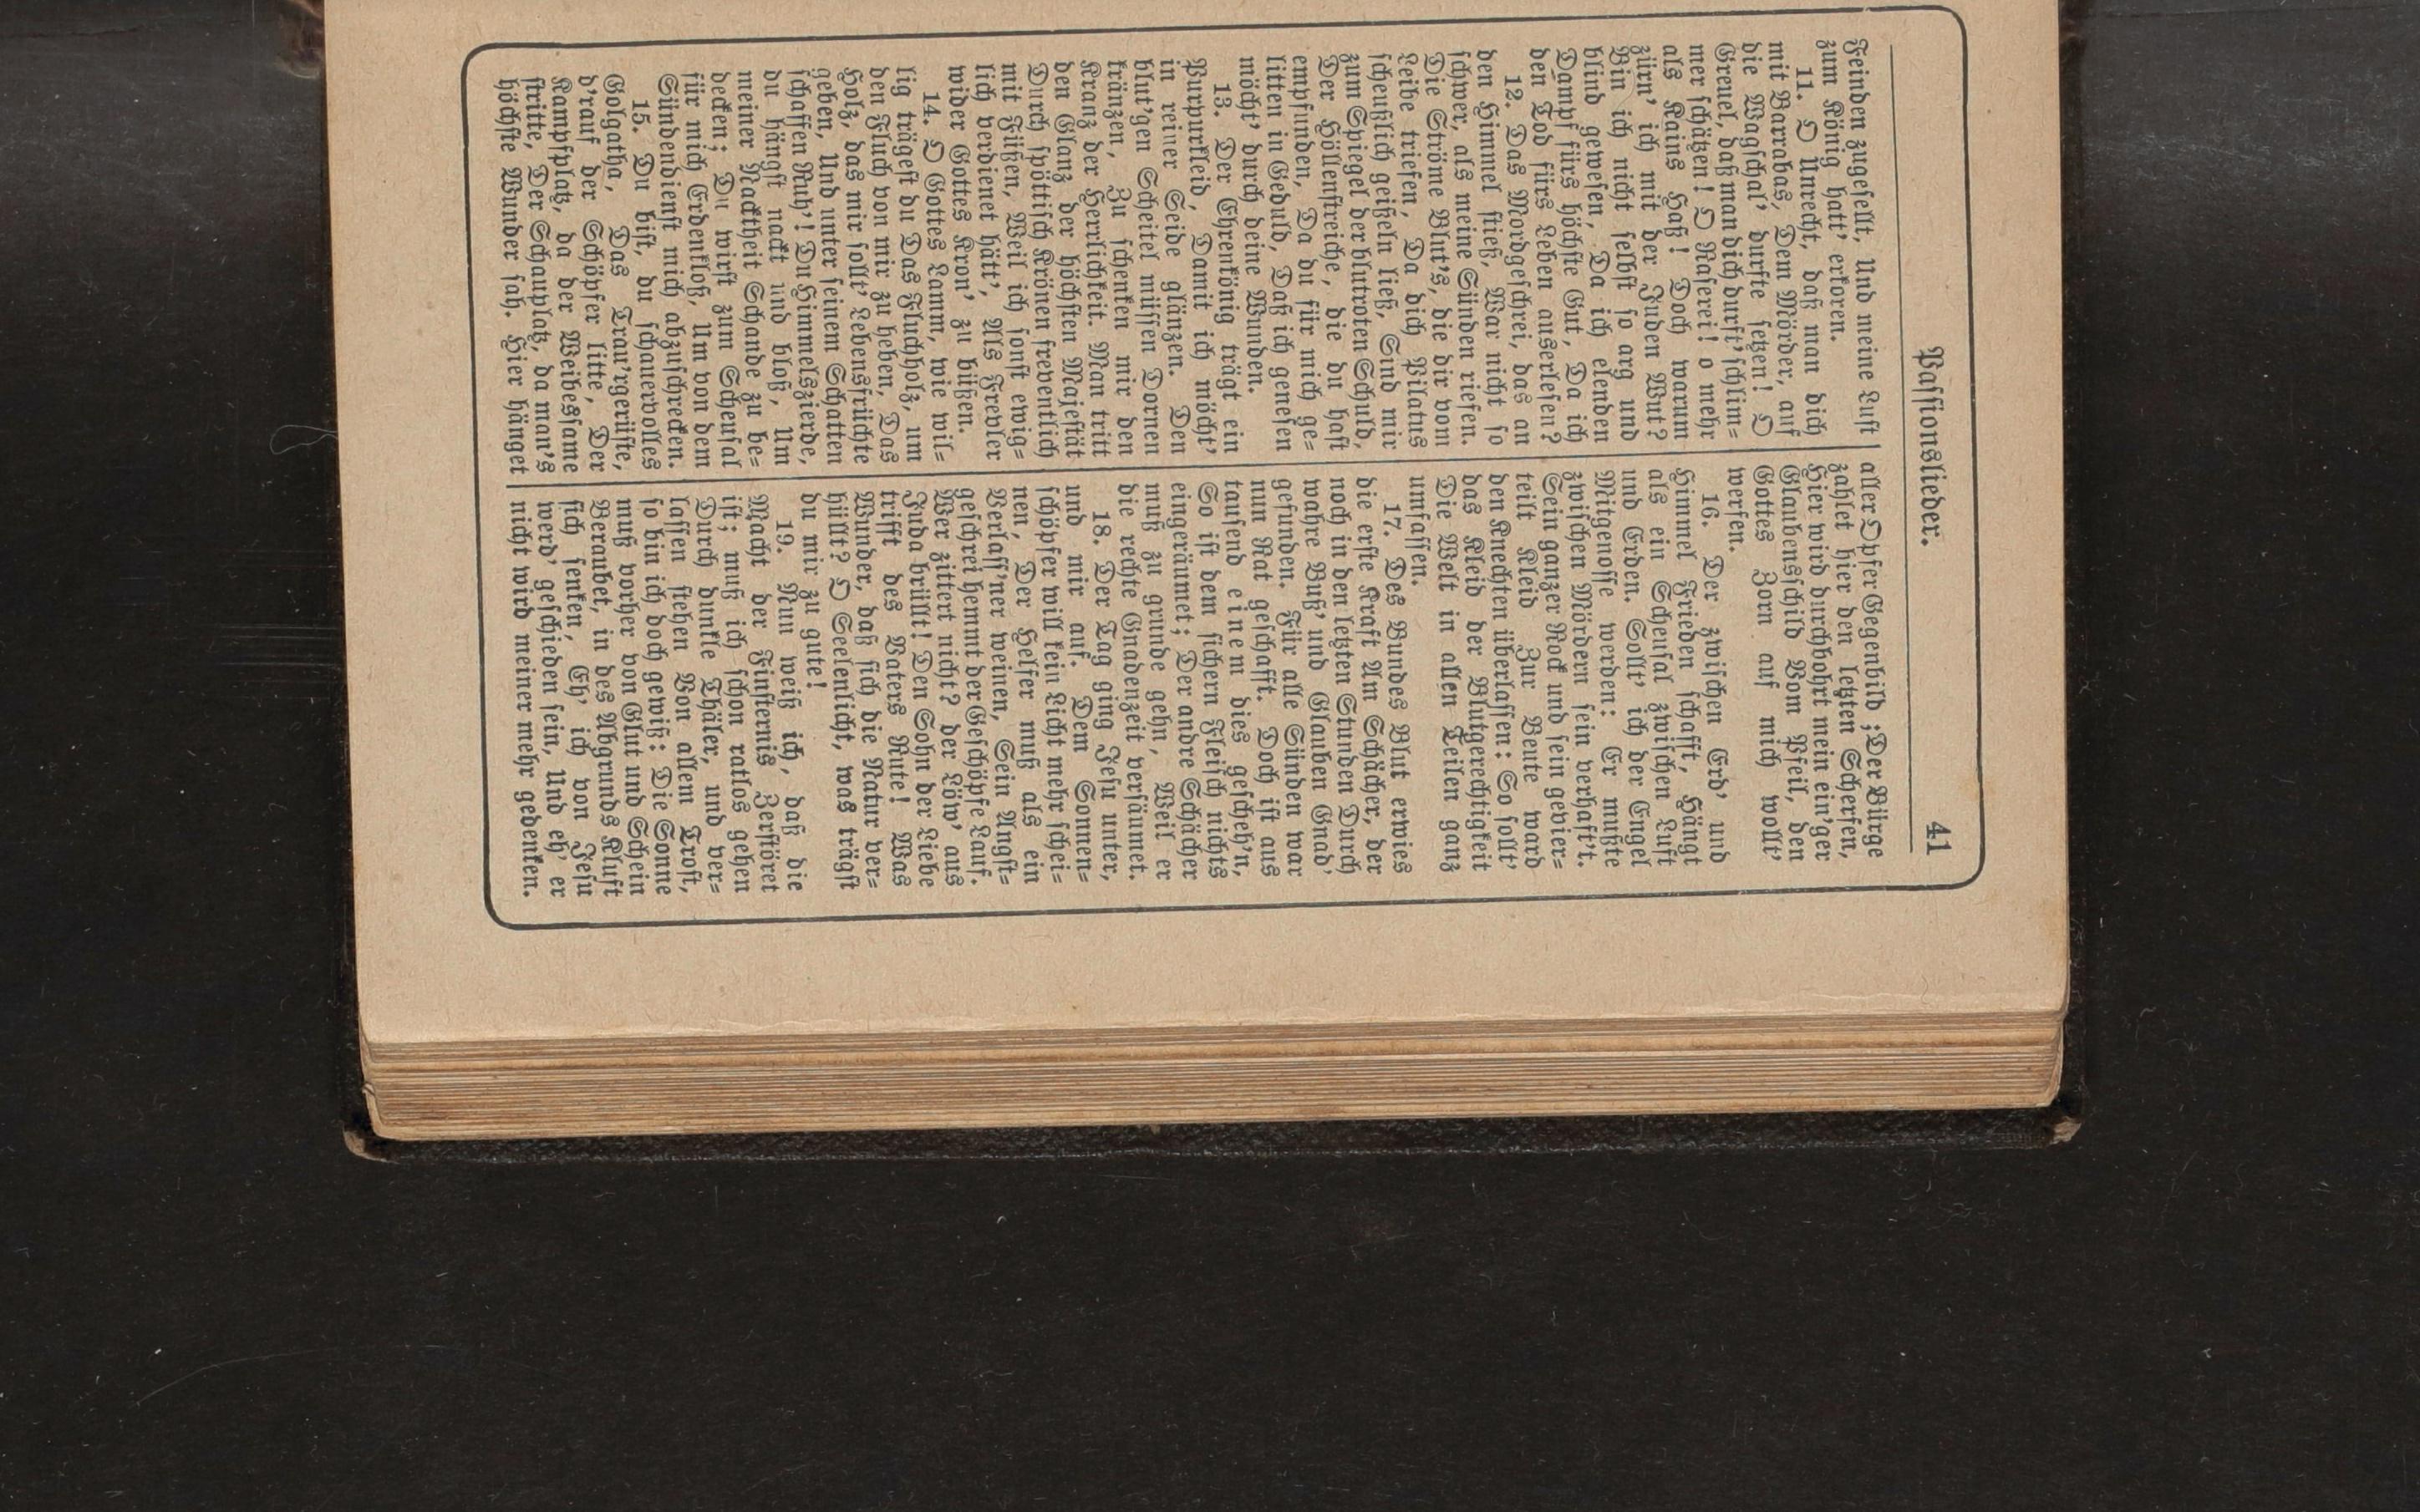 Paſſionslieder. 41
Feinden zugeſellt, Und meine Luſt
zum König hatt’ erkoren.
11. O Unrecht, daß man dich
mit Barrabas, Dem Mörder, auf
die Wagſchal’ durfte ſetzen! O
Greuel, daß man dich durft’ ſchlim=
mer ſchätzen! O Raſerei! o mehr
als Kains Haß! Doch warum
zürn’ ich mit der Juden Wut?
Bin ich nicht ſelbſt ſo arg und
blind geweſen, Da ich elenden
Dampf fürs höchſte Gut, Da ich
den Tod fürs Leben auserleſen?
12. Das Mordgeſchrei, das an
den Himmel ſtieß, War nicht ſo
ſchwer, als meine Sünden riefen.
Die Ströme Blut’s, die dir vom
Leibe triefen, Da dich Pilatus
ſcheußlich geißeln ließ, Sind mir
zum Spiegel der blutroten Schuld,
Der Höllenſtreiche, die du haſt
empfunden, Da du für mich ge=
litten in Geduld, Daß ich geneſen
möcht’ durch deine Wunden.
13. Der Ehrenkönig trägt ein
Purpurkleid, Damit ich möcht’
in reiner Seide glänzen. Den
blut’gen Scheitel müſſen Dornen
kränzen, Zu ſchenken mir den
Kranz der Herrlichkeit. Man tritt
den Glanz der höchſten Majeſtät
Durch ſpöttiſch Krönen freventlich
mit Füßen, Weil ich ſonſt ewig=
lich verdienet hätt’, Als Frevler
wider Gottes Kron’ zu büßen.
14. O Gottes Lamm, wie wil=
lig trägeſt du Das Fluchholz, um
den Fluch von mir zu heben, Das
Holz, das mir ſollt’ Lebensfrüchte
geben, Und unter ſeinem Schatten
ſchaffen Ruh’! Du Himmelszierde,
du hängſt nackt und bloß, Um
meiner Nacktheit Schande zu be=
decken; Du wirſt zum Scheuſal
für mich Erdenkloß, Um von dem
Sündendienſt mich abzuſchrecken.
15. Du biſt, du ſchauervolles
Golgatha, Das Trau’rgerüſte,
d’rauf der Schöpfer litte, Der
Kampfplatz, da der Weibesſame
ſtritte, Der Schauplatz, da man’s
höchſte Wunder ſah. Hier hänget
aller Opfer Gegenbild; Der Bürge
zahlet hier den letzten Scherfen,
Hier wird durchbohrt mein ein’ger
Glaubensſchild Vom Pfeil, den
Gottes Zorn auf mich wollt’
werfen.
16. Der zwiſchen Erd’ und
Himmel Frieden ſchafft, Hängt
als ein Scheuſal zwiſchen Luft
und Erden. Sollt’ ich der Engel
Mitgenoſſe werden: Er mußte
zwiſchen Mördern ſein verhaft’t.
Sein ganzer Rock und ſein gevier=
teilt Kleid Zur Beute ward
den Knechten überlaſſen: So ſollt’
das Kleid der Blutgerechtigkeit
Die Welt in allen Teilen ganz
umfaſſen.
17. Des Bundes Blut erwies
die erſte Kraft Am Schächer, der
noch in den letzten Stunden Durch
wahre Buß’ und Glauben Gnad’
gefunden. Für alle Sünden war
nun Rat geſchafft. Doch iſt aus
tauſend einem dies geſcheh’n,
So iſt dem ſichern Fleiſch nichts
eingeräumet; Der andre Schächer
muß zu grunde gehn, Weil er
die rechte Gnadenzeit verſäumet.
18. Der Tag ging Jeſu unter,
und mir auf. Dem Sonnen=
ſchöpfer will kein Licht mehr ſchei=
nen, Der Helfer muß als ein
Verlaſſ’ner weinen, Sein Angſt=
geſchrei hemmt der Geſchöpfe Lauf.
Wer zittert nicht? der Löw’ aus
Juda brüllt! Den Sohn der Liebe
trifft des Vaters Rute! Was
Wunder, daß ſich die Natur ver=
hüllt? O Seelenlicht, was trägſt
du mir zu gute!
19. Nun weiß ich, daß die
Macht der Finſternis Zerſtöret
iſt; muß ich ſchon ratlos gehen
Durch dunkle Thäler, und ver=
laſſen ſtehen Von allem Troſt,
ſo bin ich doch gewiß: Die Sonne
muß vorher von Glut und Schein
Beraubet, in des Abgrunds Kluft
ſich ſenken, Eh’ ich von Jeſu
werd’ geſchieden ſein, Und eh’ er
nicht wird meiner mehr gedenken.